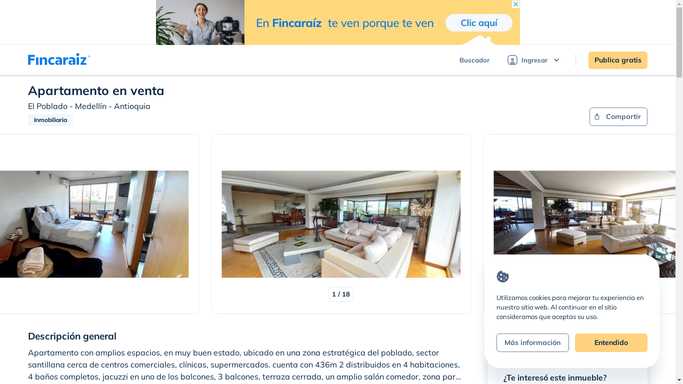 En Fincaraíz te ven porque te ven
Clic aquí
Fincaraíz
Buscador
Ingresar
Publica gratis
Apartamento en venta
El Poblado - Medellín - Antioquia
Inmobiliaria
Compartir
1 / 18
Utilizamos cookies para mejorar tu experiencia en
nuestro sitio web. Al continuar en el sitio
consideramos que aceptas su uso.
Más información
Entendido
Descripción general
Apartamento con amplios espacios, en muy buen estado, ubicado en una zona estratégica del poblado, sector
santillana cerca de centros comerciales, clínicas, supermercados. cuenta con 436m 2 distribuidos en 4 habitaciones,
4 baños completos, jacuzzi en uno de los balcones, 3 balcones, terraza cerrada, un amplio salón comedor, zona par...
¿Te interesó este inmueble?